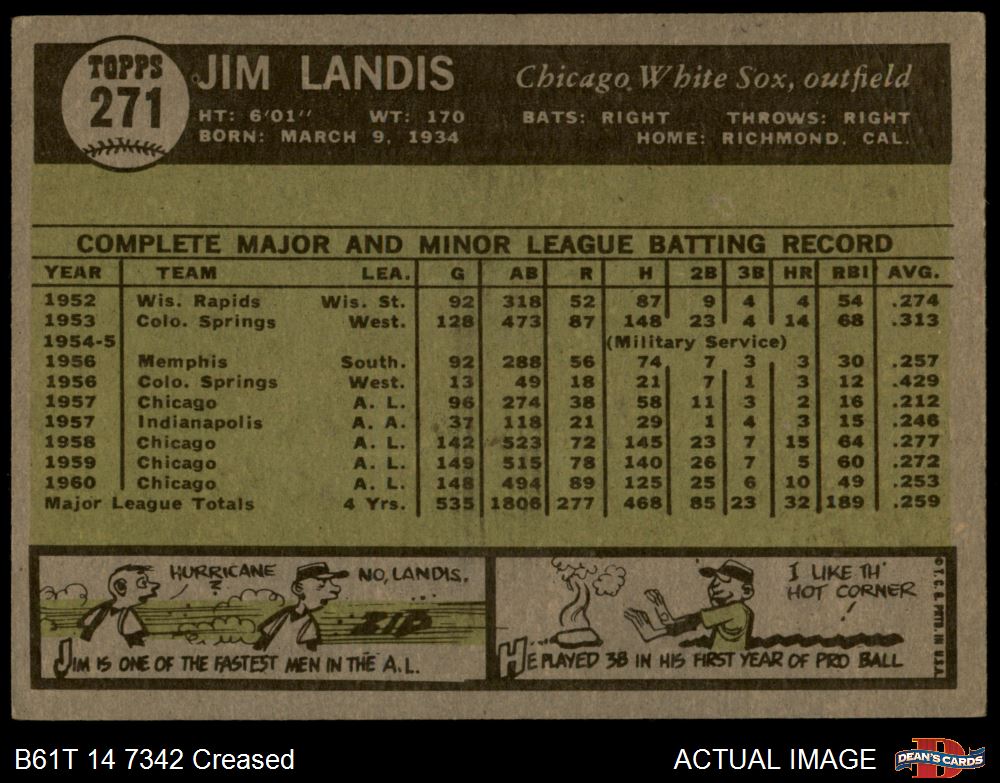 TOPPS
271
JIM LANDIS Chicago White Sox, outfield
HT: 6'01" WT: 170 BATS: RIGHT THROWS: RIGHT
BORN: MARCH 9, 1934 HOME: RICHMOND, CAL.
COMPLETE MAJOR AND MINOR LEAGUE BATTING RECORD
YEAR TEAM LEA. G AB R H 2B 3B HR RBI AVG.
1952 Wis. Rapids Wis. St. 92 318 52 87 9 4 4 54 .274
1953 Colo. Springs West. 128 473 87 148 23 4 14 68 .313
1954-5 (Military Service)
1956 Memphis South. 92 288 56 74 7 3 3 30 .257
1956 Colo. Springs West. 13 49 18 21 7 1 3 12 .429
1957 Chicago A. L. 96 274 38 58 11 3 2 16 .212
1957 Indianapolis A. A. 37 118 21 29 1 4 3 15 .246
1958 Chicago A. L. 142 523 72 145 23 7 15 64 .277
1959 Chicago A. L. 149 515 78 140 26 7 5 60 .272
1960 Chicago A. L. 148 494 89 125 25 6 10 49 .253
Major League Totals 4 Yrs. 535 1806 277 468 85 23 32 189 .259
HURRICANE
?
NO, LANDIS.
ZIP
JIM IS ONE OF THE FASTEST MEN IN THE A.L.
I LIKE TH'
HOT CORNER
!
HE PLAYED 3B IN HIS FIRST YEAR OF PRO BALL
© T. C. G. PRTD. IN U.S.A.
B61T 14 7342 Creased ACTUAL IMAGE
D
DEAN'S CARDS